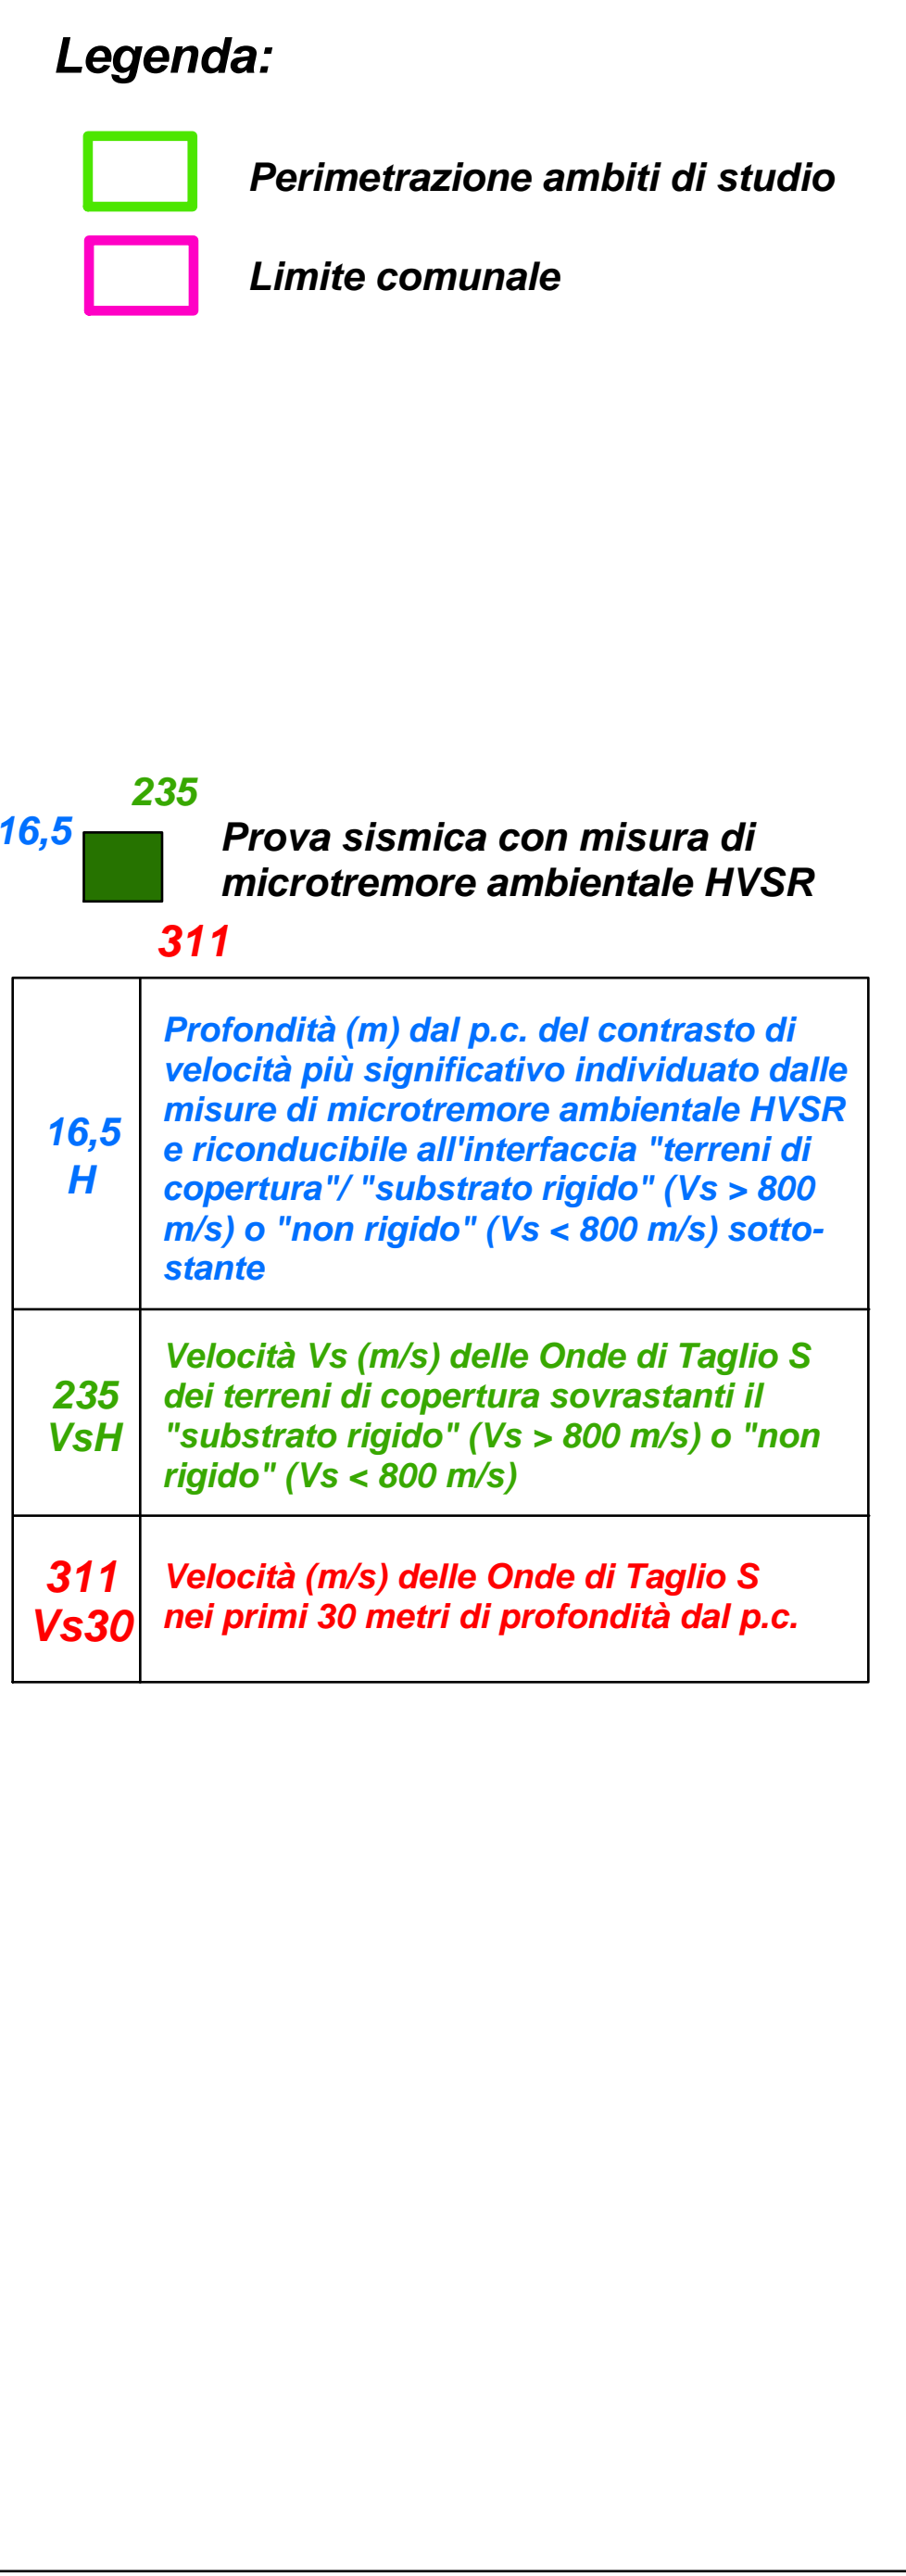 Legenda:
Perimetrazione ambiti di studio
Limite comunale
235
16,5
Prova sismica con misura di
microtremore ambientale HVSR
311
16,5
H
Profondità (m) dal p.c. del contrasto di
velocità più significativo individuato dalle
misure di microtremore ambientale HVSR
e riconducibile all'interfaccia "terreni di
copertura"/ "substrato rigido" (Vs > 800
m/s) o "non rigido" (Vs < 800 m/s) sotto-
stante
235
VsH
Velocità Vs (m/s) delle Onde di Taglio S
dei terreni di copertura sovrastanti il
"substrato rigido" (Vs > 800 m/s) o "non
rigido" (Vs < 800 m/s)
311
Vs30
Velocità (m/s) delle Onde di Taglio S
nei primi 30 metri di profondità dal p.c.